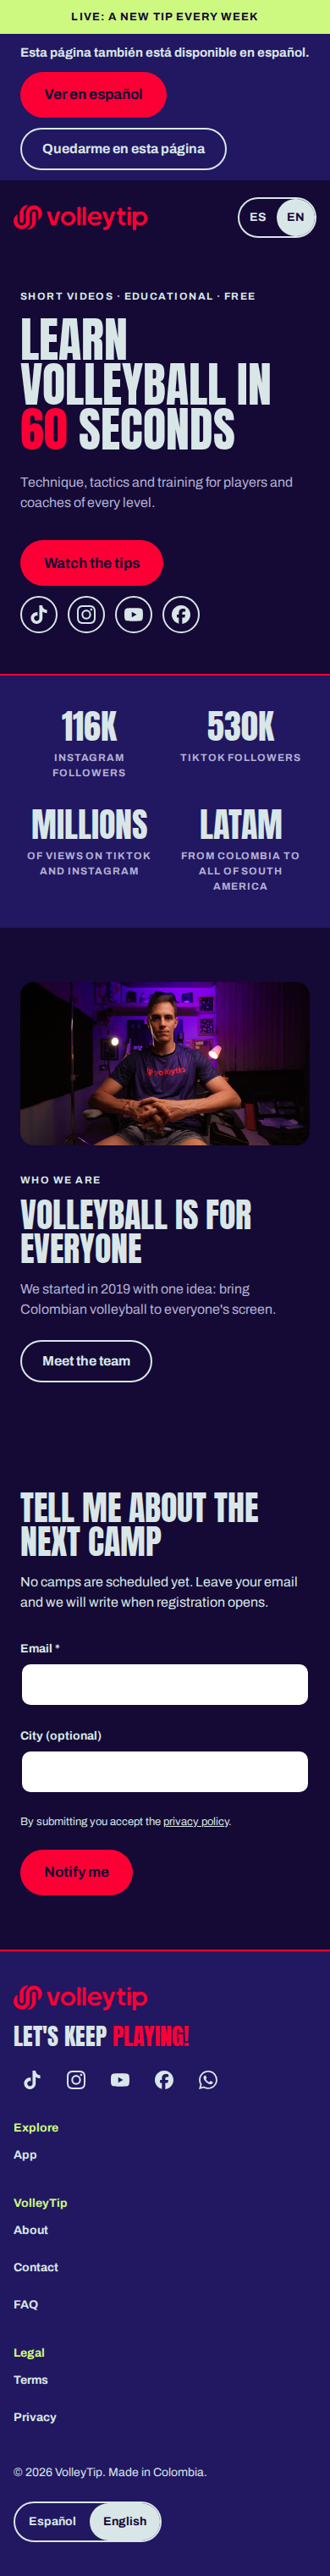 LIVE: A NEW TIP EVERY WEEK
Esta página también está disponible en español.
Ver en español
Quedarme en esta página
volleytip
ES EN
SHORT VIDEOS · EDUCATIONAL · FREE
LEARN
VOLLEYBALL IN
60 SECONDS
Technique, tactics and training for players and
coaches of every level.
Watch the tips
116K
INSTAGRAM
FOLLOWERS
530K
TIKTOK FOLLOWERS
MILLIONS
OF VIEWS ON TIKTOK
AND INSTAGRAM
LATAM
FROM COLOMBIA TO
ALL OF SOUTH
AMERICA
volleytip
WHO WE ARE
VOLLEYBALL IS FOR
EVERYONE
We started in 2019 with one idea: bring
Colombian volleyball to everyone's screen.
Meet the team
TELL ME ABOUT THE
NEXT CAMP
No camps are scheduled yet. Leave your email
and we will write when registration opens.
Email *
City (optional)
By submitting you accept the privacy policy.
Notify me
volleytip
LET'S KEEP PLAYING!
Explore
App
VolleyTip
About
Contact
FAQ
Legal
Terms
Privacy
© 2026 VolleyTip. Made in Colombia.
Español English